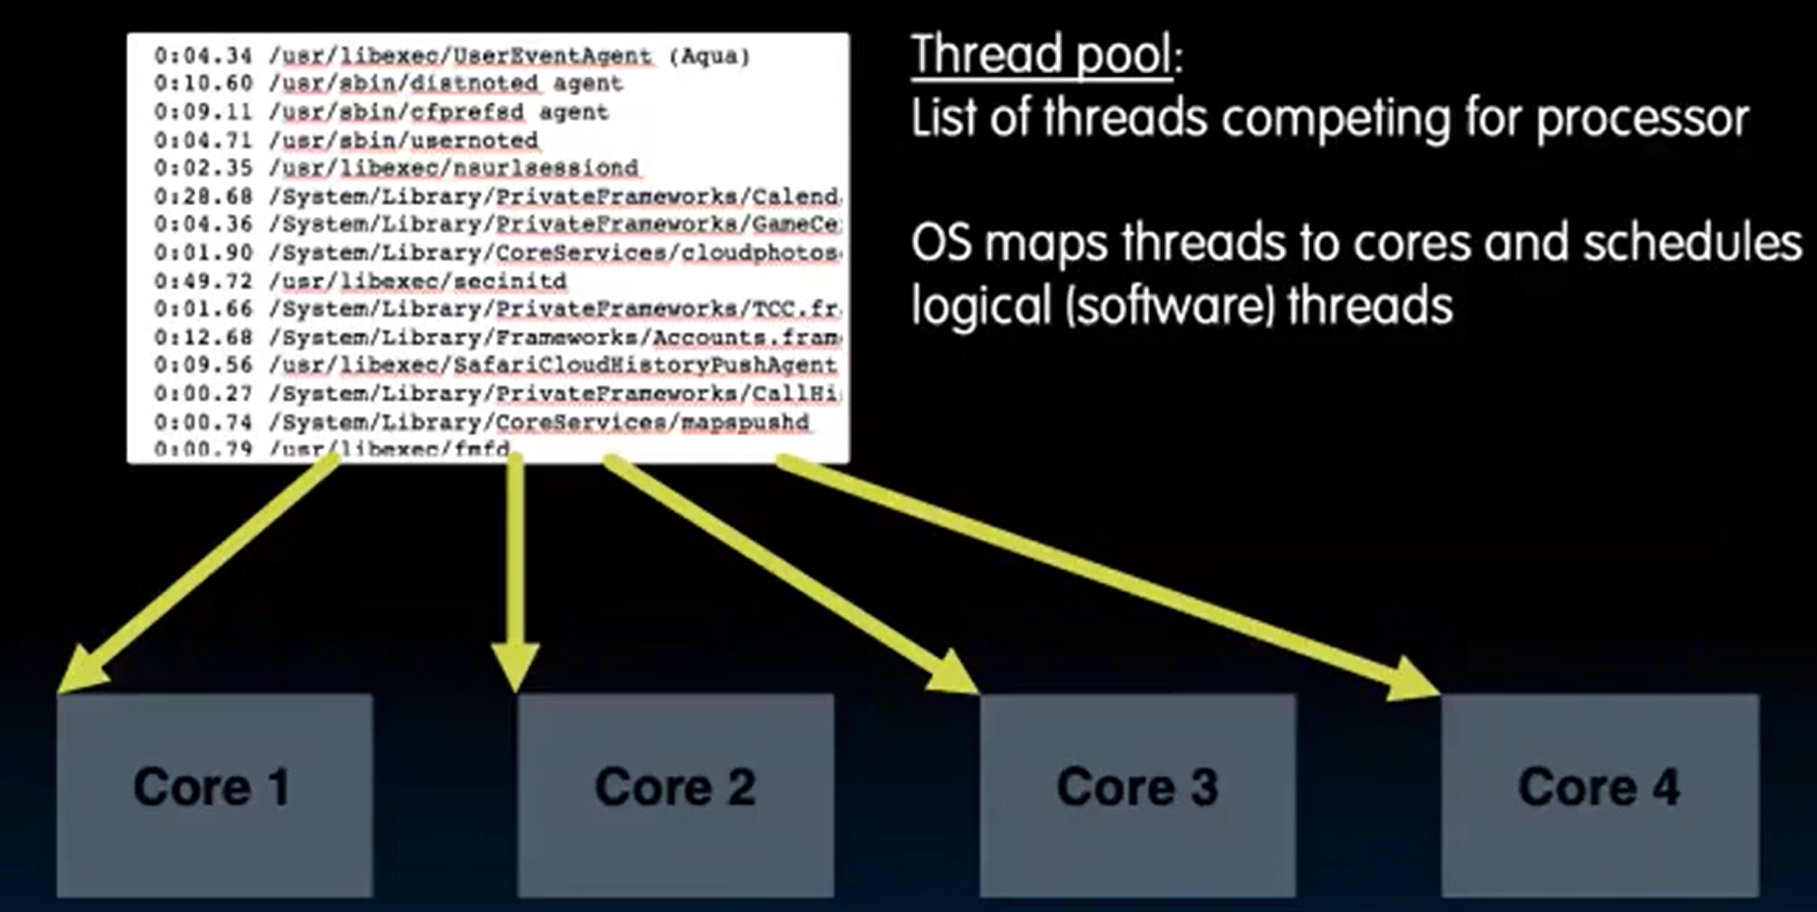 0:04.34 /usr/libexec/UserEventAgent (Aqua)
0:10.60 /usr/sbin/distnoted agent
0:09.11 /usr/sbin/cfprefsd agent
0:04.71 /usr/sbin/usernoted
0:02.35 /usr/libexec/nsurlsessiond
0:28.68 /System/Library/PrivateFrameworks/Calend
0:04.36 /System/Library/PrivateFrameworks/GameCe
0:01.90 /System/Library/CoreServices/cloudphotos
0:49.72 /usr/libexec/secinitd
0:01.66 /System/Library/PrivateFrameworks/TCC.fr
0:12.68 /System/Library/Frameworks/Accounts.fram
0:09.56 /usr/libexec/SafariCloudHistoryPushAgent
0:00.27 /System/Library/PrivateFrameworks/CallHi
0:00.74 /System/Library/CoreServices/mapspushd
0:00.79 /usr/libexec/fmfd
Thread pool:
List of threads competing for processor
OS maps threads to cores and schedules
logical (software) threads
Core 1
Core 2
Core 3
Core 4